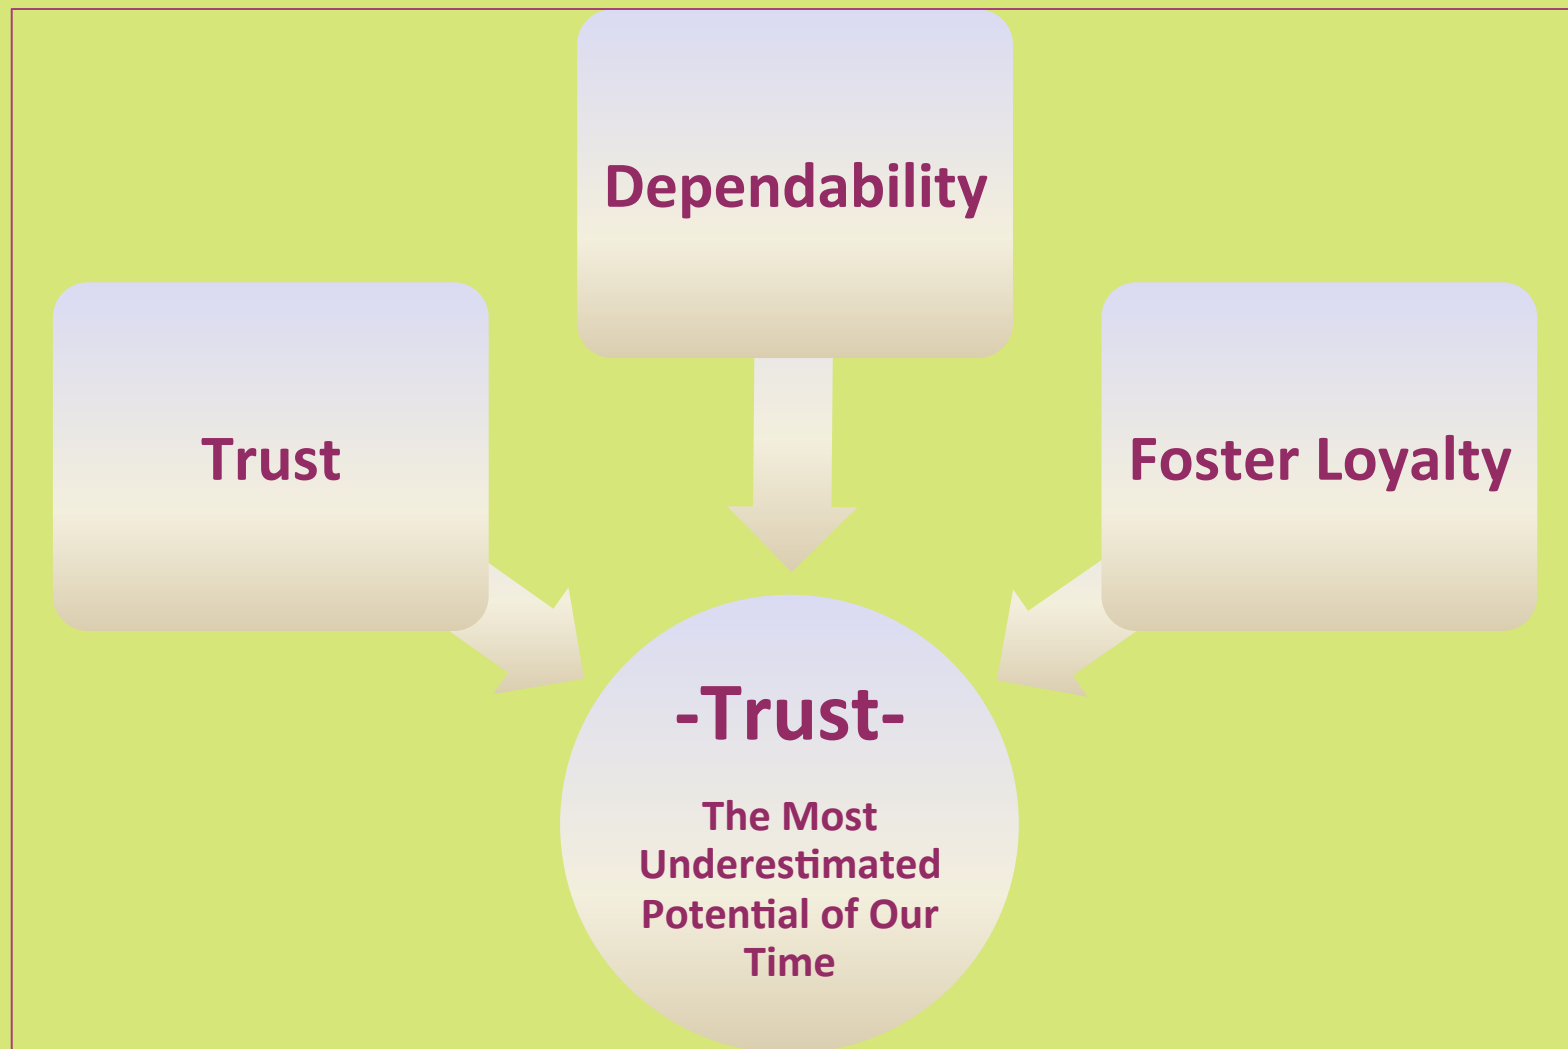 Dependability
Trust
Foster Loyalty
-Trust-
The Most
Underestimated
Potential of Our
Time